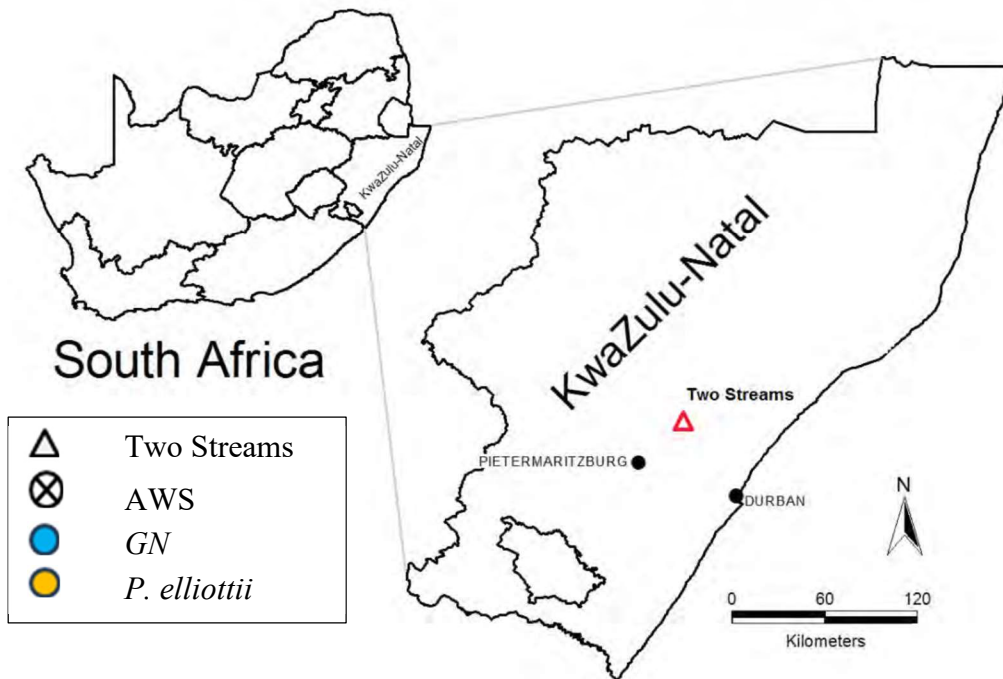 KwaZulu-Natal
South Africa
KwaZulu-Natal
Two Streams
PIETERMARITZBURG
DURBAN
Two Streams
AWS
GN
P. elliottii
N
0 60 120
Kilometers